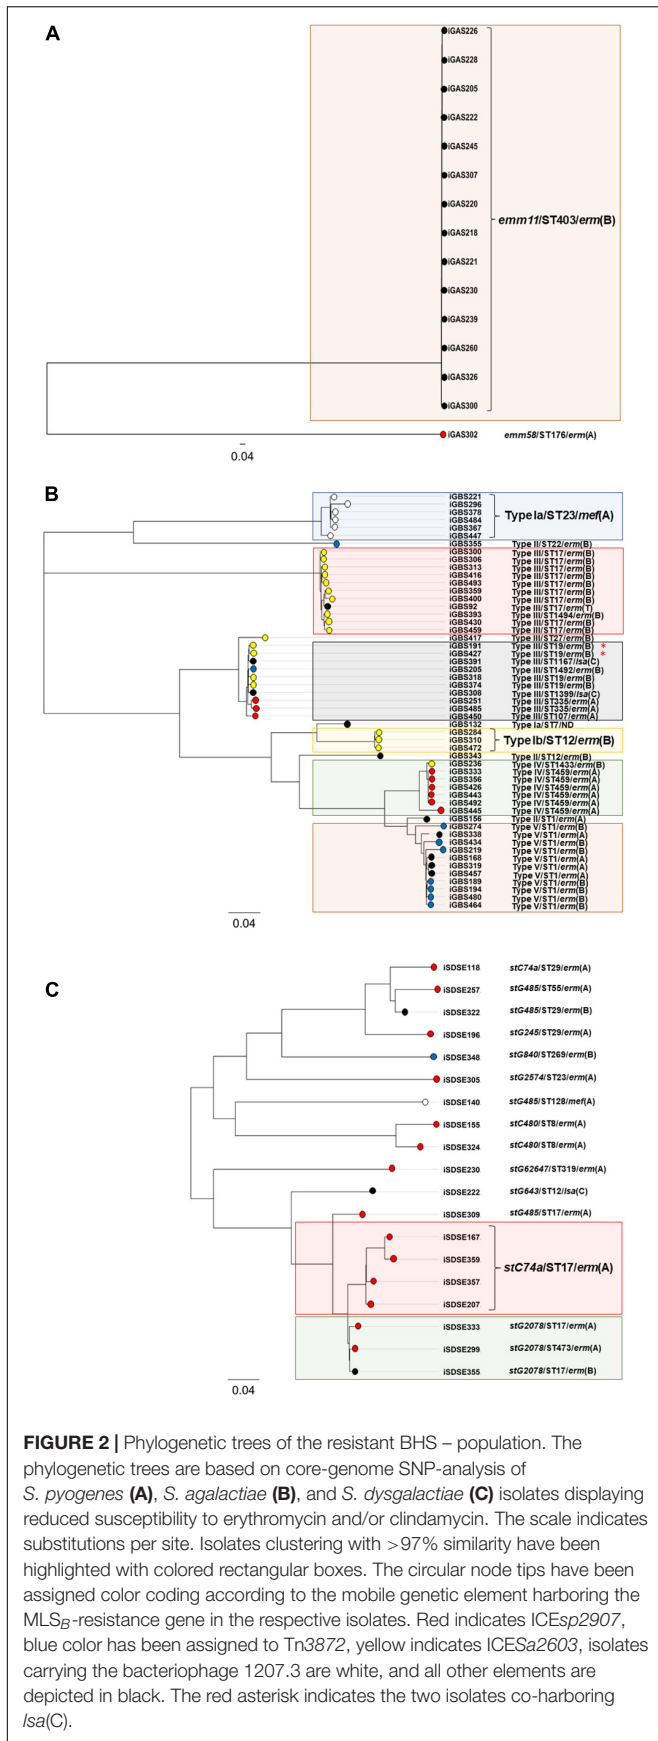 A
iGAS226
iGAS228
iGAS205
iGAS222
iGAS245
iGAS307
iGAS220
iGAS218
emm11/ST403/erm(B)
iGAS221
iGAS230
iGAS239
iGAS260
iGAS326
iGAS300
iGAS302 emm58/ST176/erm(A)
0.04
B
iGBS221
iGBS296
iGBS378
iGBS484
iGBS367
iGBS447
Type Ia/ST23/mef(A)
iGBS355 Type II/ST22/erm(B)
iGBS300 Type III/ST17/erm(B)
iGBS306 Type III/ST17/erm(B)
iGBS313 Type III/ST17/erm(B)
iGBS416 Type III/ST17/erm(B)
iGBS493 Type III/ST17/erm(B)
iGBS359 Type III/ST17/erm(B)
iGBS400 Type III/ST17/erm(B)
iGBS92 Type III/ST17/erm(T)
iGBS393 Type III/ST1494/erm(B)
iGBS430 Type III/ST17/erm(B)
iGBS459 Type III/ST17/erm(B)
iGBS417 Type III/ST27/erm(B)
iGBS191 Type III/ST19/erm(B) *
iGBS427 Type III/ST19/erm(B) *
iGBS391 Type III/ST1167/lsa(C)
iGBS205 Type III/ST1492/erm(B)
iGBS318 Type III/ST19/erm(B)
iGBS374 Type III/ST19/erm(B)
iGBS308 Type III/ST1399/lsa(C)
iGBS251 Type III/ST335/erm(A)
iGBS485 Type III/ST335/erm(A)
iGBS450 Type III/ST107/erm(A)
iGBS132 Type Ia/ST7/ND
iGBS284
iGBS310
iGBS472
Type Ib/ST12/erm(B)
iGBS343 Type II/ST12/erm(B)
iGBS236 Type IV/ST1433/erm(B)
iGBS333 Type IV/ST459/erm(A)
iGBS356 Type IV/ST459/erm(A)
iGBS426 Type IV/ST459/erm(A)
iGBS443 Type IV/ST459/erm(A)
iGBS492 Type IV/ST459/erm(A)
iGBS445 Type IV/ST459/erm(A)
iGBS156 Type II/ST1/erm(A)
iGBS274 Type V/ST1/erm(B)
iGBS338 Type V/ST1/erm(A)
iGBS434 Type V/ST1/erm(B)
iGBS219 Type V/ST1/erm(B)
iGBS168 Type V/ST1/erm(A)
iGBS319 Type V/ST1/erm(A)
iGBS457 Type V/ST1/erm(A)
iGBS189 Type V/ST1/erm(B)
iGBS194 Type V/ST1/erm(B)
iGBS480 Type V/ST1/erm(B)
iGBS464 Type V/ST1/erm(B)
0.04
C
iSDSE118 stC74a/ST29/erm(A)
iSDSE257 stG485/ST55/erm(A)
iSDSE322 stG485/ST29/erm(B)
iSDSE196 stG245/ST29/erm(A)
iSDSE348 stG840/ST269/erm(B)
iSDSE305 stG2574/ST23/erm(A)
iSDSE140 stG485/ST128/mef(A)
iSDSE155 stC480/ST8/erm(A)
iSDSE324 stC480/ST8/erm(A)
iSDSE230 stG62647/ST319/erm(A)
iSDSE222 stG643/ST12/lsa(C)
iSDSE309 stG485/ST17/erm(A)
iSDSE167
iSDSE359
stC74a/ST17/erm(A)
iSDSE357
iSDSE207
iSDSE333 stG2078/ST17/erm(A)
iSDSE299 stG2078/ST473/erm(A)
iSDSE355 stG2078/ST17/erm(B)
0.04
FIGURE 2 | Phylogenetic trees of the resistant BHS – population. The
phylogenetic trees are based on core-genome SNP-analysis of
S. pyogenes (A), S. agalactiae (B), and S. dysgalactiae (C) isolates displaying
reduced susceptibility to erythromycin and/or clindamycin. The scale indicates
substitutions per site. Isolates clustering with >97% similarity have been
highlighted with colored rectangular boxes. The circular node tips have been
assigned color coding according to the mobile genetic element harboring the
MLSB-resistance gene in the respective isolates. Red indicates ICEsp2907,
blue color has been assigned to Tn3872, yellow indicates ICESa2603, isolates
carrying the bacteriophage 1207.3 are white, and all other elements are
depicted in black. The red asterisk indicates the two isolates co-harboring
lsa(C).